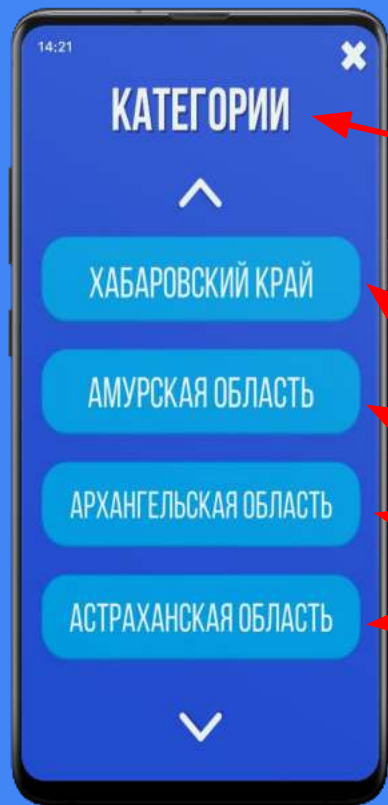 14:21
КАТЕГОРИИ
ХАБАРОВСКИЙ КРАЙ
АМУРСКАЯ ОБЛАСТЬ
АРХАНГЕЛЬСКАЯ ОБЛАСТЬ
АСТРАХАНСКАЯ ОБЛАСТЬ